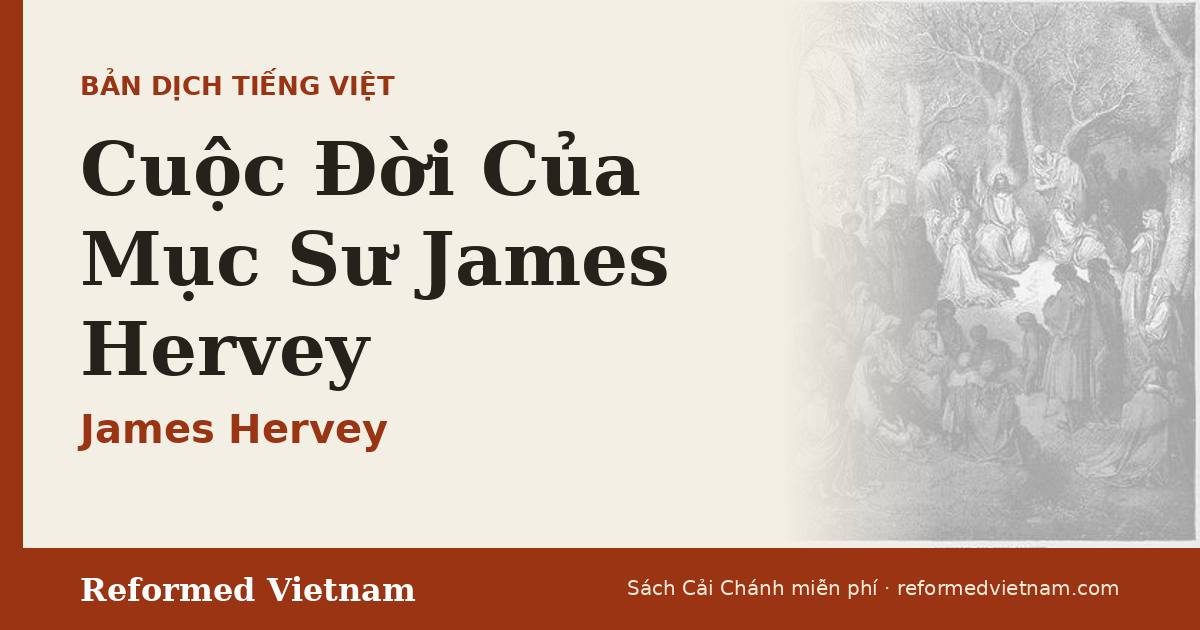 BẢN DỊCH TIẾNG VIỆT
Cuộc Đời Của
Mục Sư James
Hervey
James Hervey
Reformed Vietnam
Sách Cải Chánh miễn phí · reformedvietnam.com